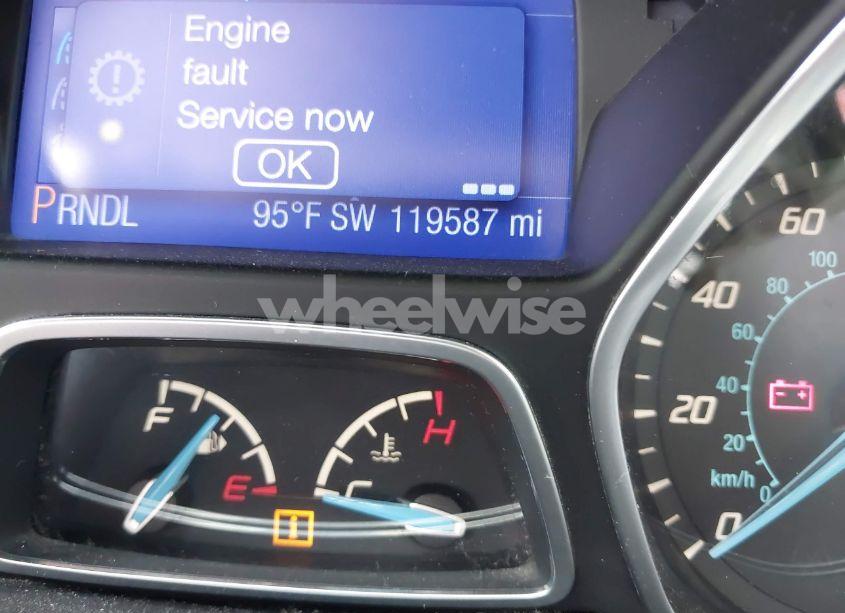 Engine
fault
Service now
OK
PRNDL 95°F SW 119587 mi
wheelwise
60
100
40
80
60
40
20
20
km/h
0
0
F
E
H
C